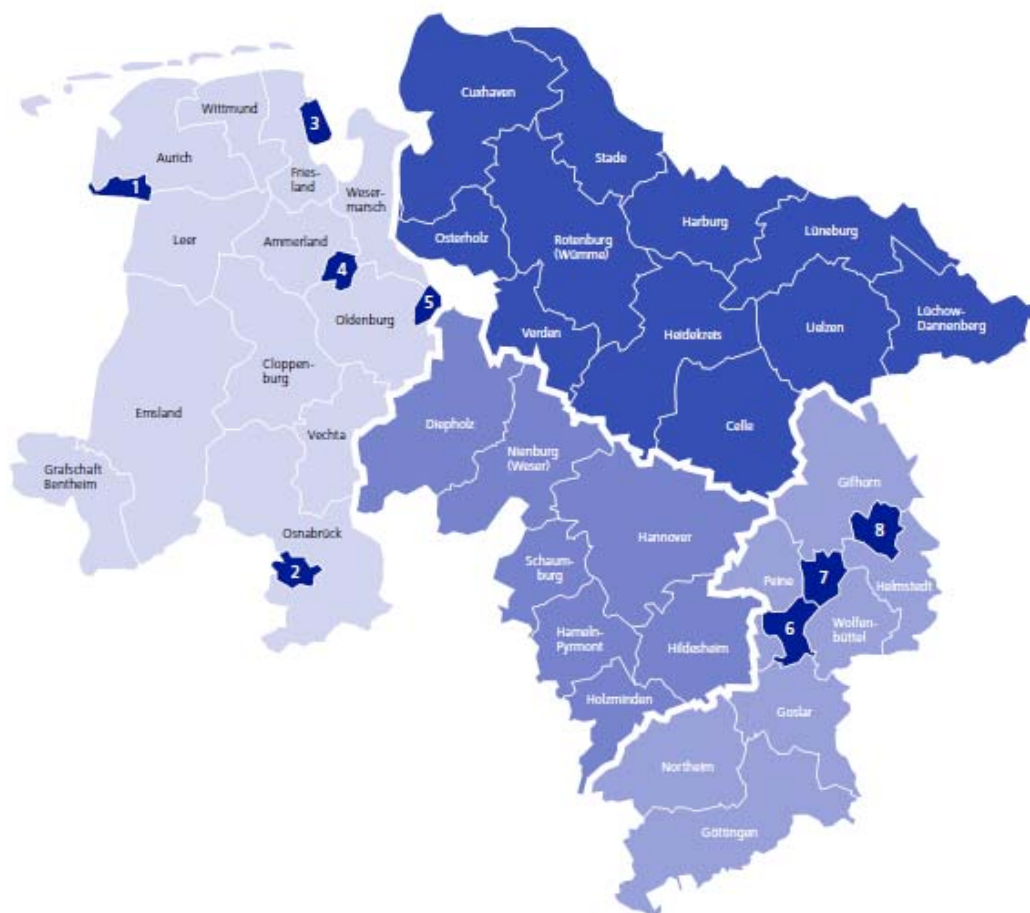 Cuxhaven
Wittmund
3
Stade
Aurich
1
Fries-
land
Weser-
marsch
Harburg
Lüneburg
Leer
Ammerland
Osterholz
Rotenburg
(Wümme)
4
5
Oldenburg
Verden
Heidekreis
Uelzen
Lüchow-
Dannenberg
Cloppen-
burg
Emsland
Vechta
Diepholz
Celle
Nienburg
(Weser)
Grafschaft
Bentheim
Gifhorn
Osnabrück
2
Hannover
8
Schaum-
burg
Peine
7
Helmstedt
6
Wolfen-
büttel
Hameln-
Pyrmont
Hildesheim
Holzminden
Goslar
Northeim
Göttingen